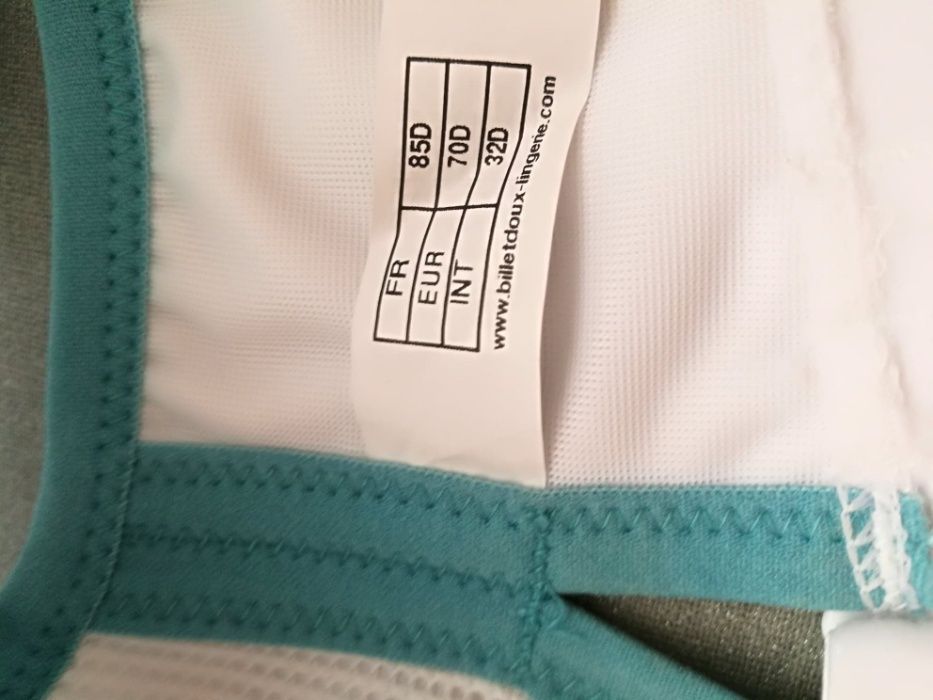 FR 85D
EUR 70D
INT 32D
www.billetdoux-lingerie.com